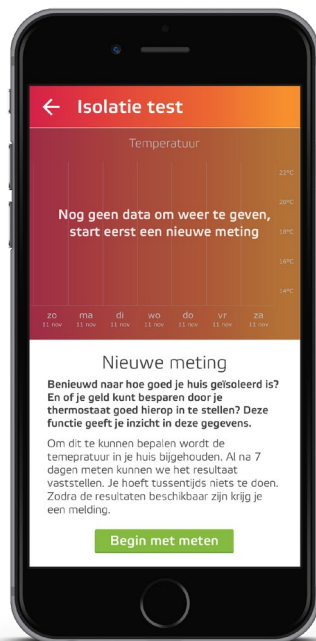 Isolatie test
Temperatuur
22°C
20°C
Nog geen data om weer te geven,
start eerst een nieuwe meting
18°C
16°C
14°C
zo ma di wo do vr za
11 nov 11 nov 11 nov 11 nov 11 nov 11 nov 11 nov
Nieuwe meting
Benieuwd naar hoe goed je huis geïsoleerd is?
En of je geld kunt besparen door je
thermostaat goed hierop in te stellen? Deze
functie geeft je inzicht in deze gegevens.
Om dit te kunnen bepalen wordt de
temepratuur in je huis bijgehouden. Al na 7
dagen meten kunnen we het resultaat
vaststellen. Je hoeft tussentijds niets te doen.
Zodra de resultaten beschikbaar zijn krijg je
een melding.
Begin met meten